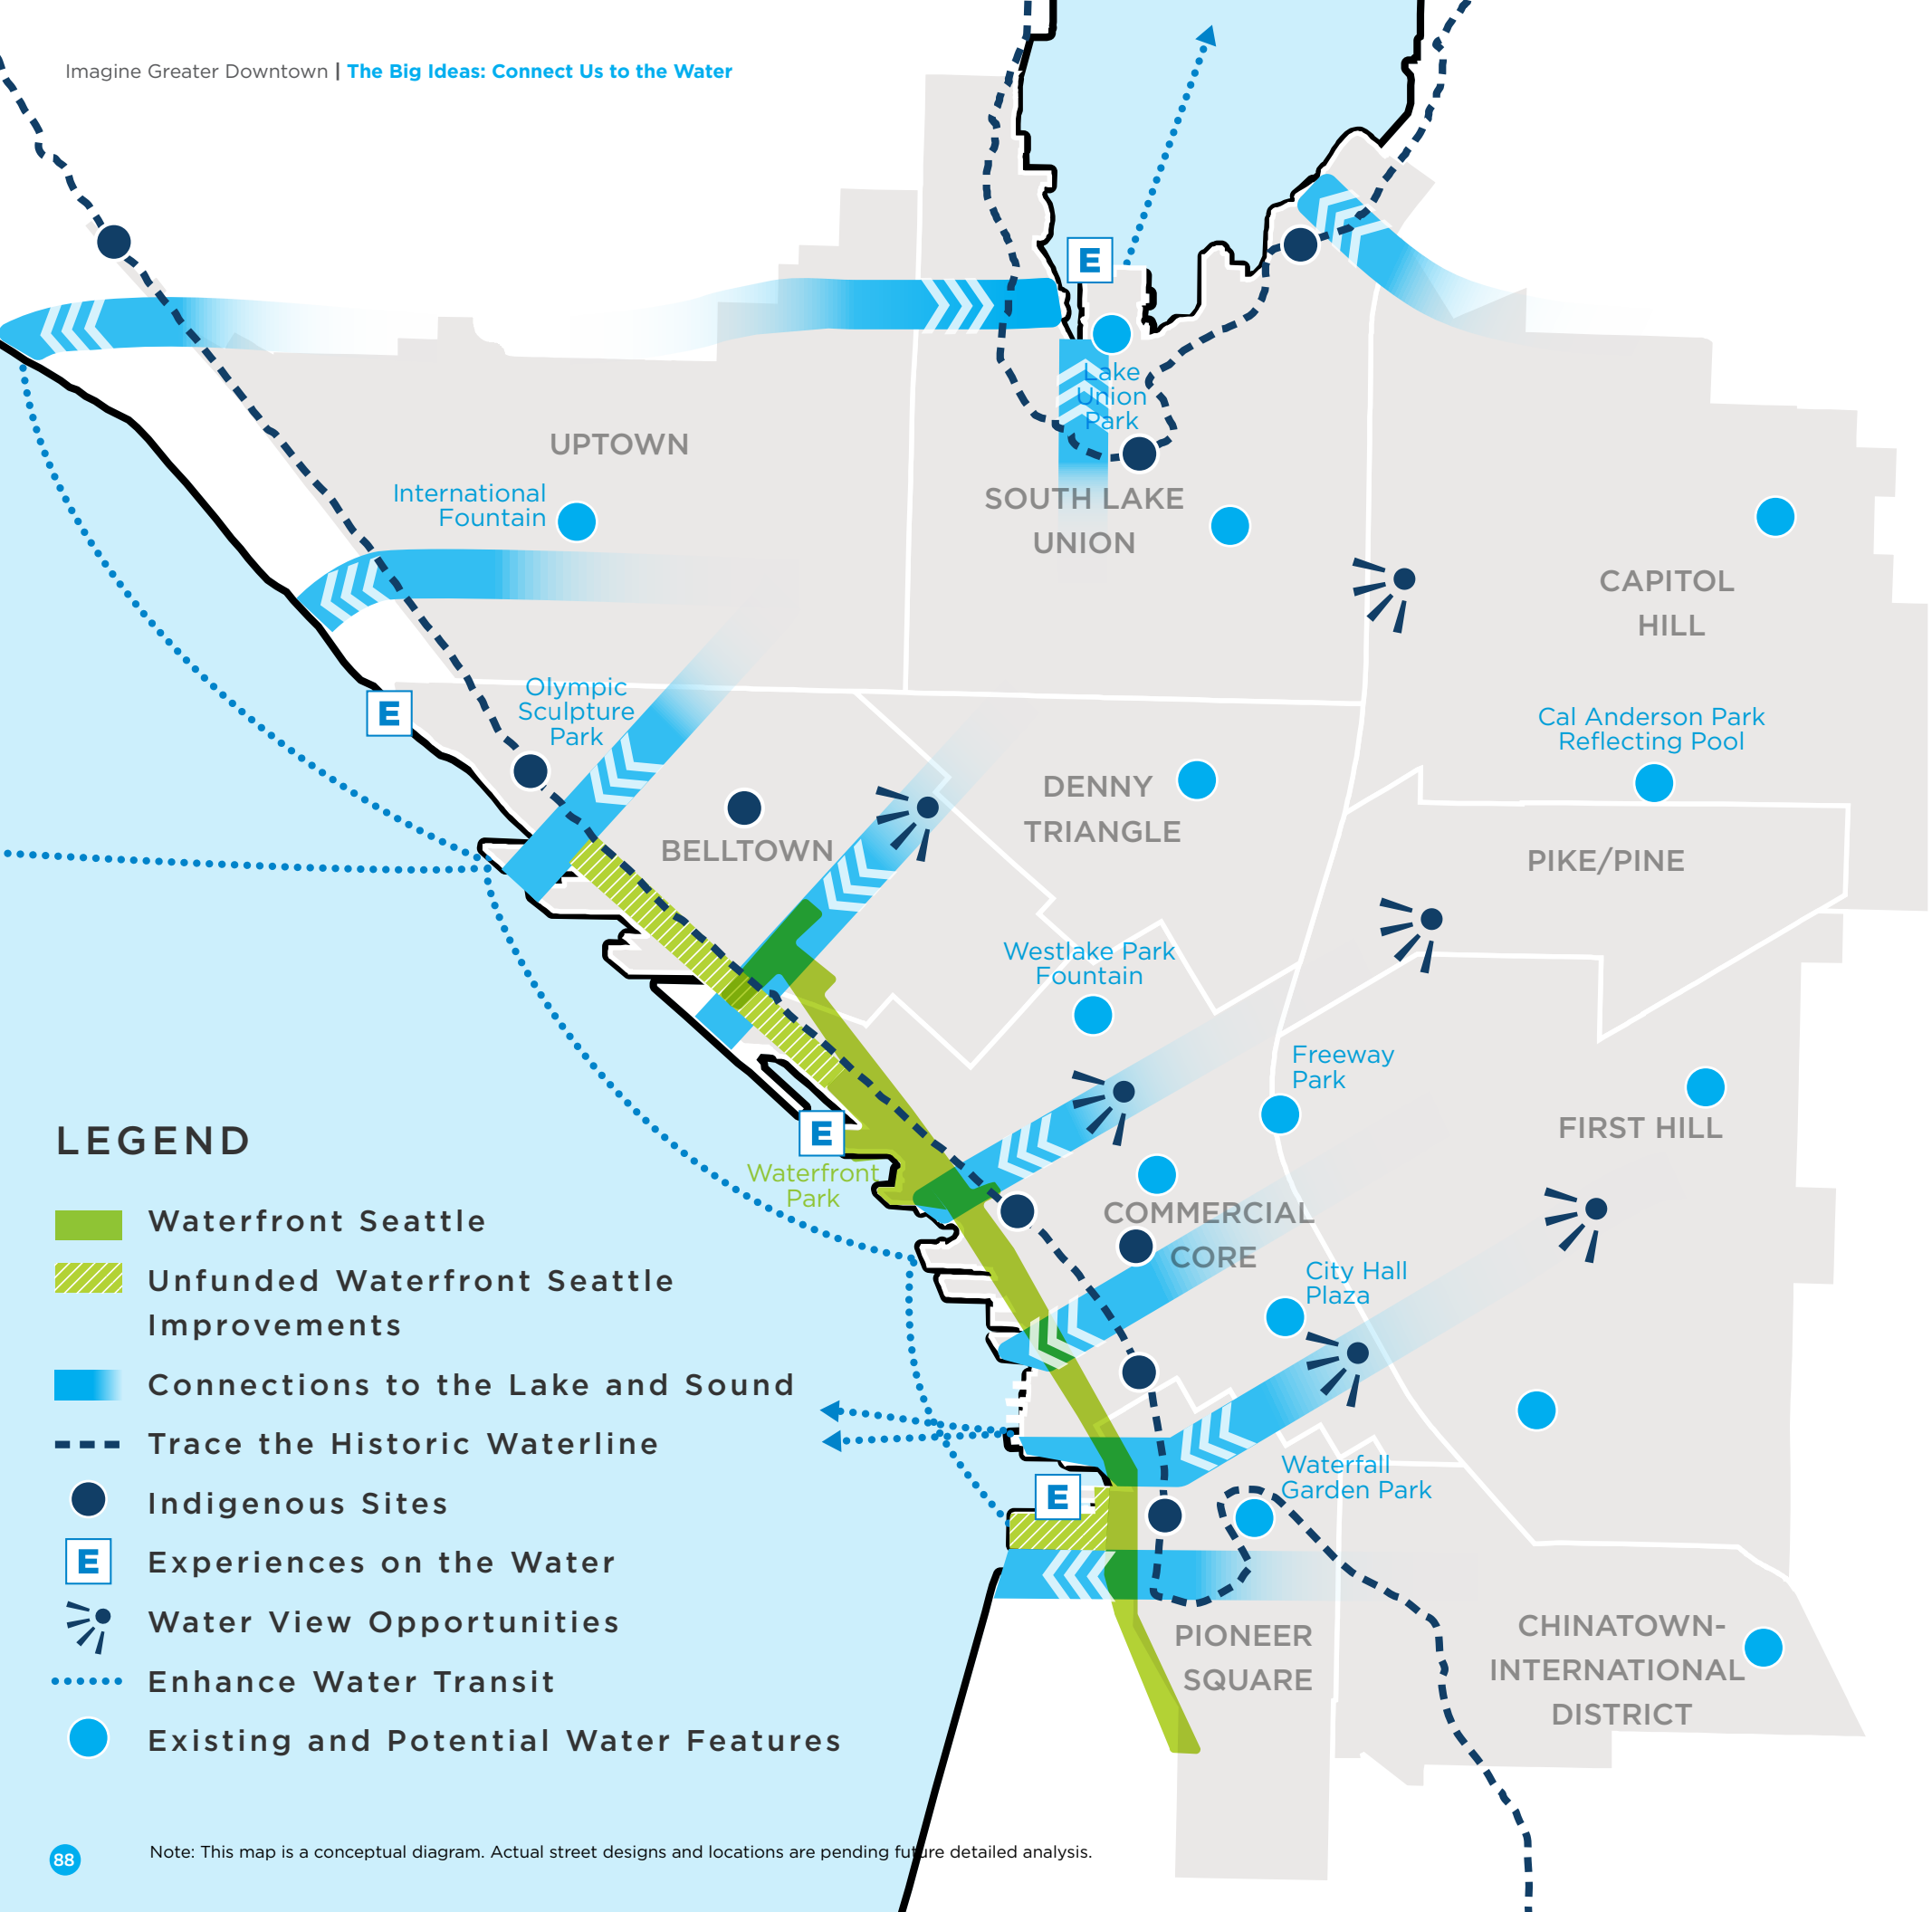 Imagine Greater Downtown | The Big Ideas: Connect Us to the Water
E
Lake
Union
Park
UPTOWN
International
Fountain
SOUTH LAKE
UNION
CAPITOL
HILL
Olympic
Sculpture
Park
E
Cal Anderson Park
Reflecting Pool
DENNY
TRIANGLE
BELLTOWN
PIKE/PINE
Westlake Park
Fountain
Freeway
Park
FIRST HILL
E
Waterfront
Park
COMMERCIAL
CORE
City Hall
Plaza
Waterfall
Garden Park
E
PIONEER
SQUARE
CHINATOWN-
INTERNATIONAL
DISTRICT
LEGEND
Waterfront Seattle
Unfunded Waterfront Seattle
Improvements
Connections to the Lake and Sound
Trace the Historic Waterline
Indigenous Sites
E Experiences on the Water
Water View Opportunities
Enhance Water Transit
Existing and Potential Water Features
88
Note: This map is a conceptual diagram. Actual street designs and locations are pending future detailed analysis.